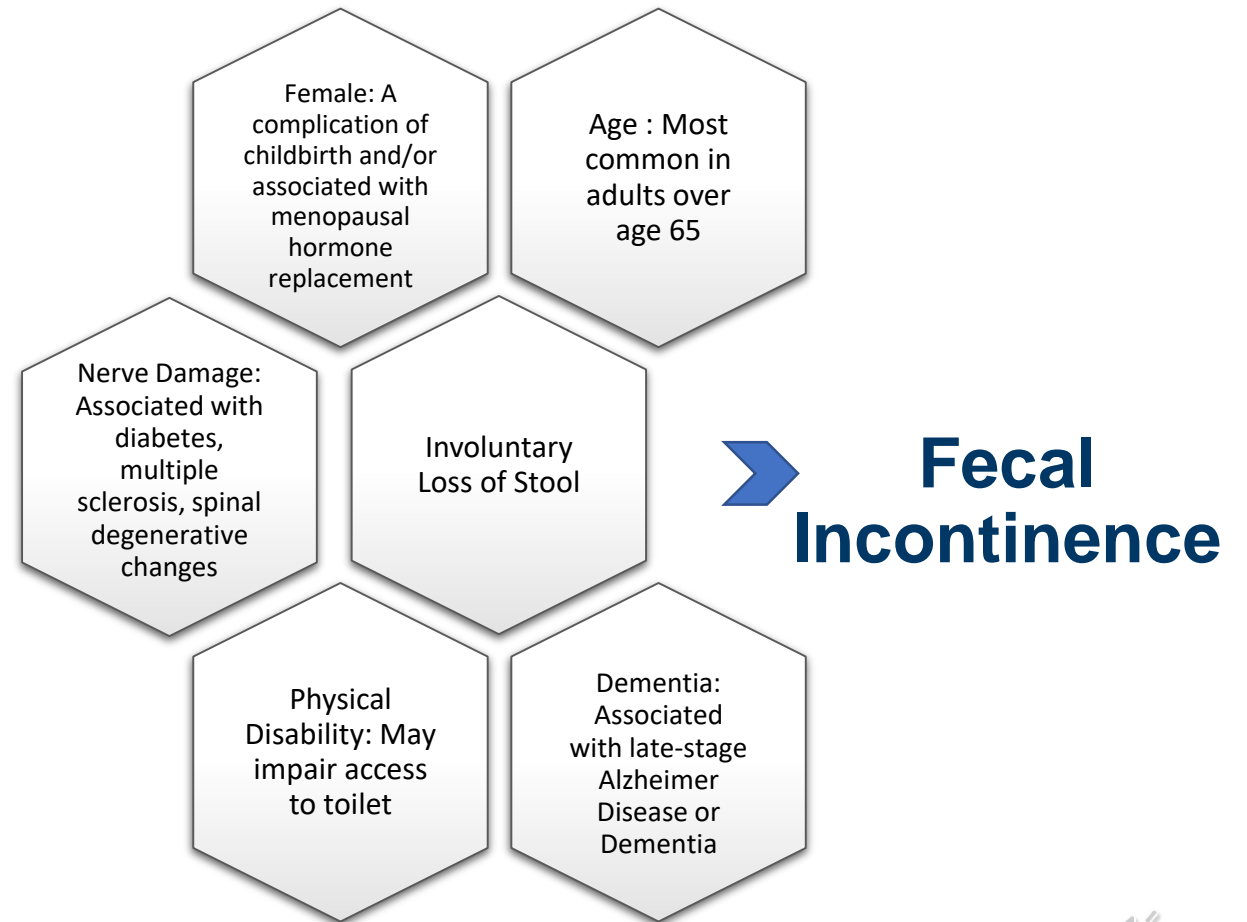 Female: A
complication of
childbirth and/or
associated with
menopausal
hormone
replacement
Age : Most
common in
adults over
age 65
Nerve Damage:
Associated with
diabetes,
multiple
sclerosis, spinal
degenerative
changes
Involuntary
Loss of Stool
Fecal
Incontinence
Physical
Disability: May
impair access
to toilet
Dementia:
Associated
with late-stage
Alzheimer
Disease or
Dementia